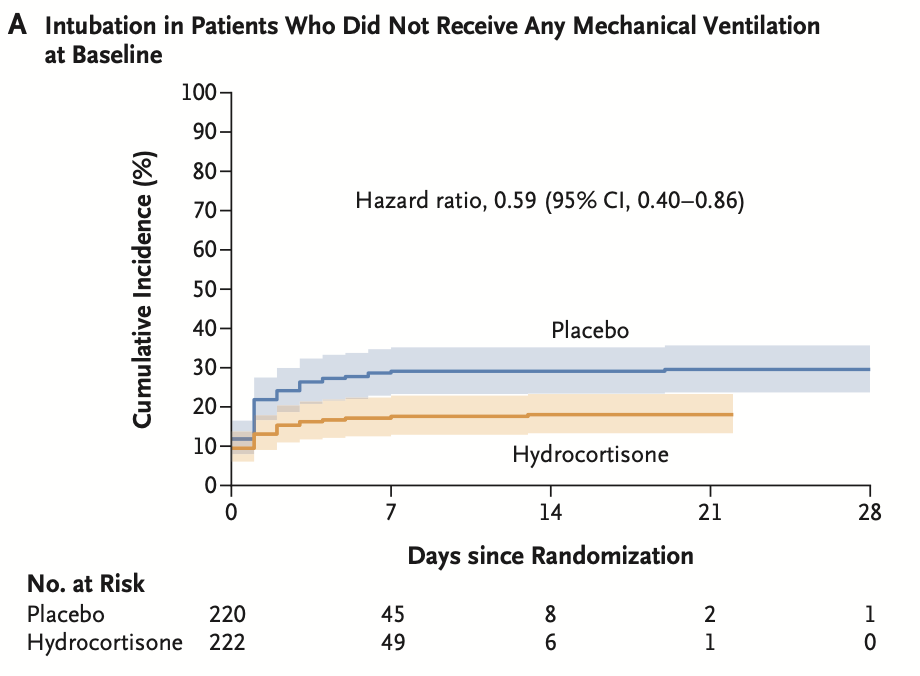 A Intubation in Patients Who Did Not Receive Any Mechanical Ventilation
at Baseline
Cumulative Incidence (%)
100
90
80
70
60
50
40
30
20
10
0
Hazard ratio, 0.59 (95% CI, 0.40–0.86)
Placebo
Hydrocortisone
0 7 14 21 28
Days since Randomization
No. at Risk
Placebo 220 45 8 2 1
Hydrocortisone 222 49 6 1 0